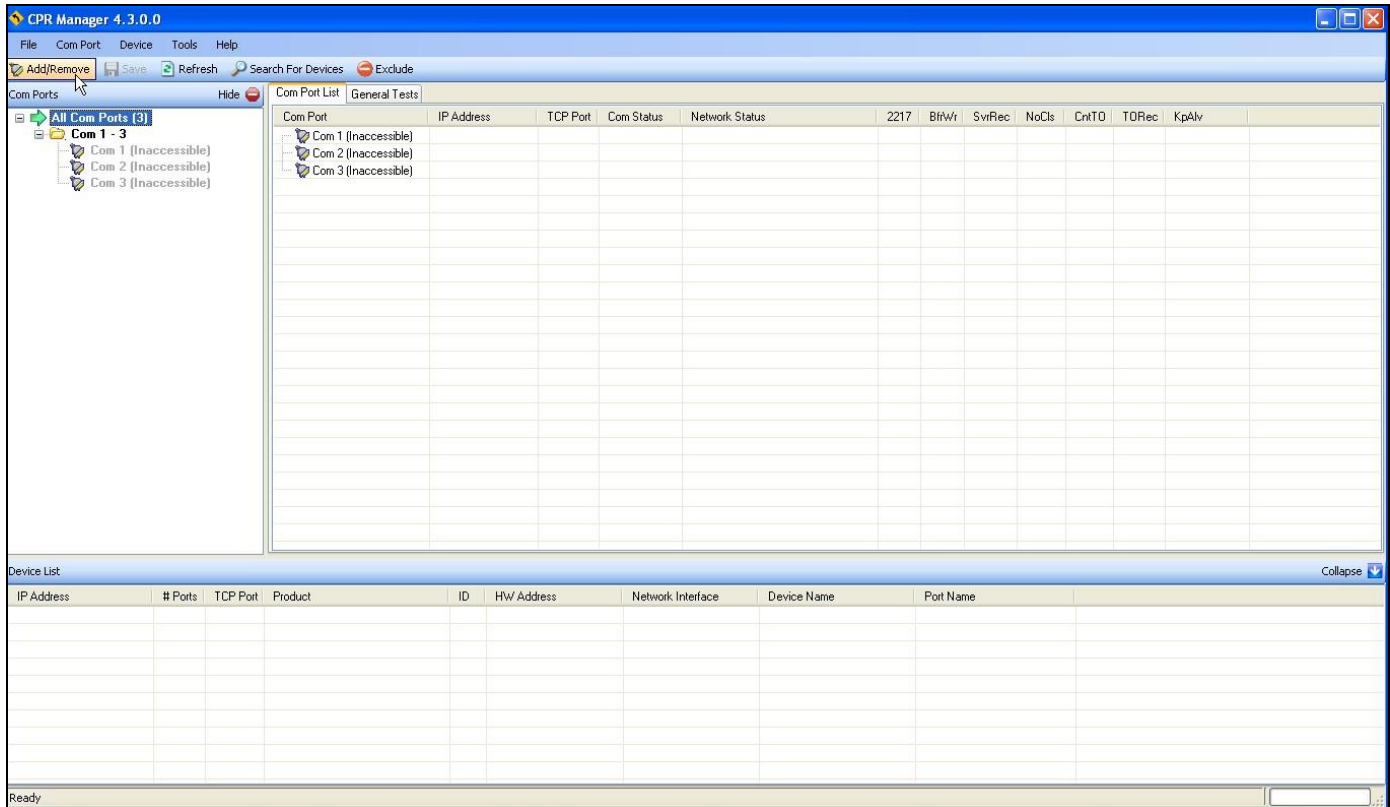 CPR Manager 4.3.0.0
File Com Port Device Tools Help
Add/Remove Save Refresh Search For Devices Exclude
Com Ports Hide
All Com Ports (3)
Com 1 - 3
Com 1 (Inaccessible)
Com 2 (Inaccessible)
Com 3 (Inaccessible)
Com Port List General Tests
Com Port IP Address TCP Port Com Status Network Status 2217 BfrWr SvrRec NoCls CntTO TORec KpAlv
Com 1 (Inaccessible)
Com 2 (Inaccessible)
Com 3 (Inaccessible)
Device List Collapse
IP Address # Ports TCP Port Product ID HW Address Network Interface Device Name Port Name
Ready